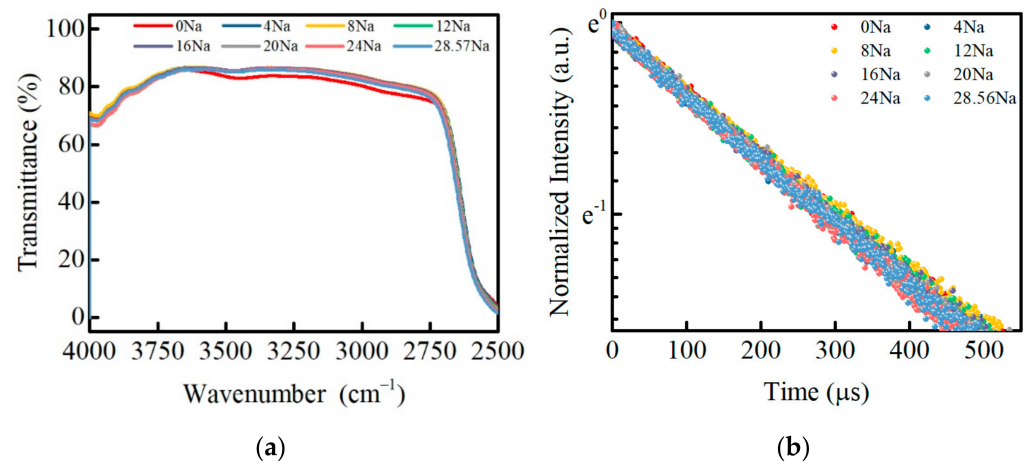 (a)
100
80
60
40
20
0
Transmittance (%)
0Na 4Na 8Na 12Na
16Na 20Na 24Na 28.57Na
4000 3750 3500 3250 3000 2750 2500
Wavenumber (cm⁻¹)
(a)
(b)
e⁰
e⁻¹
Normalized Intensity (a.u.)
0Na 4Na
8Na 12Na
16Na 20Na
24Na 28.56Na
0 100 200 300 400 500
Time (μs)
(b)